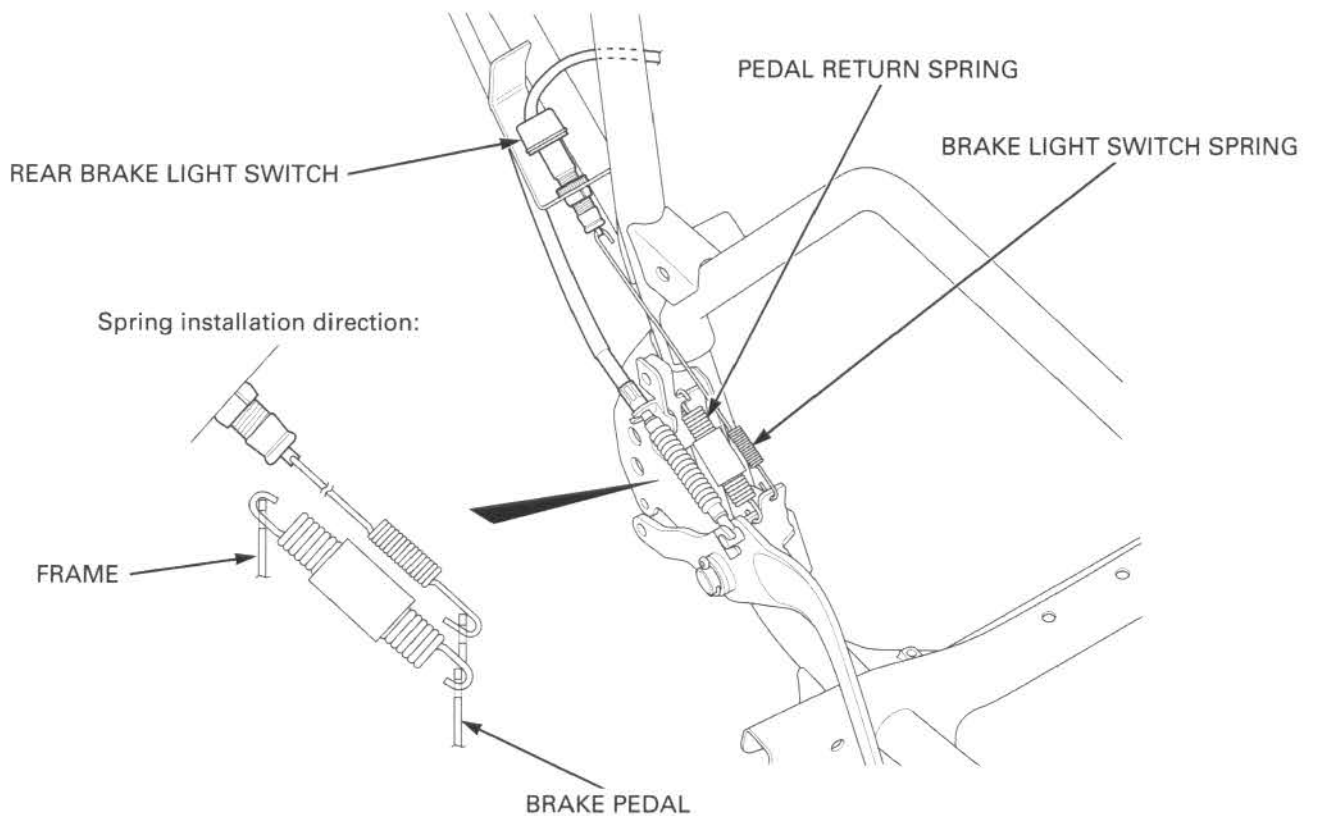 PEDAL RETURN SPRING
BRAKE LIGHT SWITCH SPRING
REAR BRAKE LIGHT SWITCH
Spring installation direction:
FRAME
BRAKE PEDAL